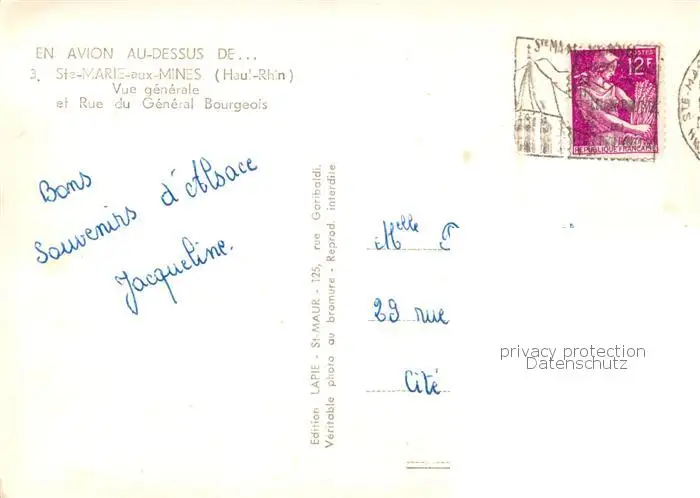 EN AVION AU-DESSUS DE...
3. Ste-MARIE-aux-MINES (Haut-Rhin)
Vue générale
et Rue du Général Bourgeois
Bons
Souvenirs d'Alsace
Jacqueline.
Edition LAPIE - St-MAUR - 125, rue Garibaldi.
Véritable photo au bromure - Reprod. interdite
POSTES
12F
REPUBLIQUE FRANÇAISE
Melle
29 rue
Cité
privacy protection
Datenschutz